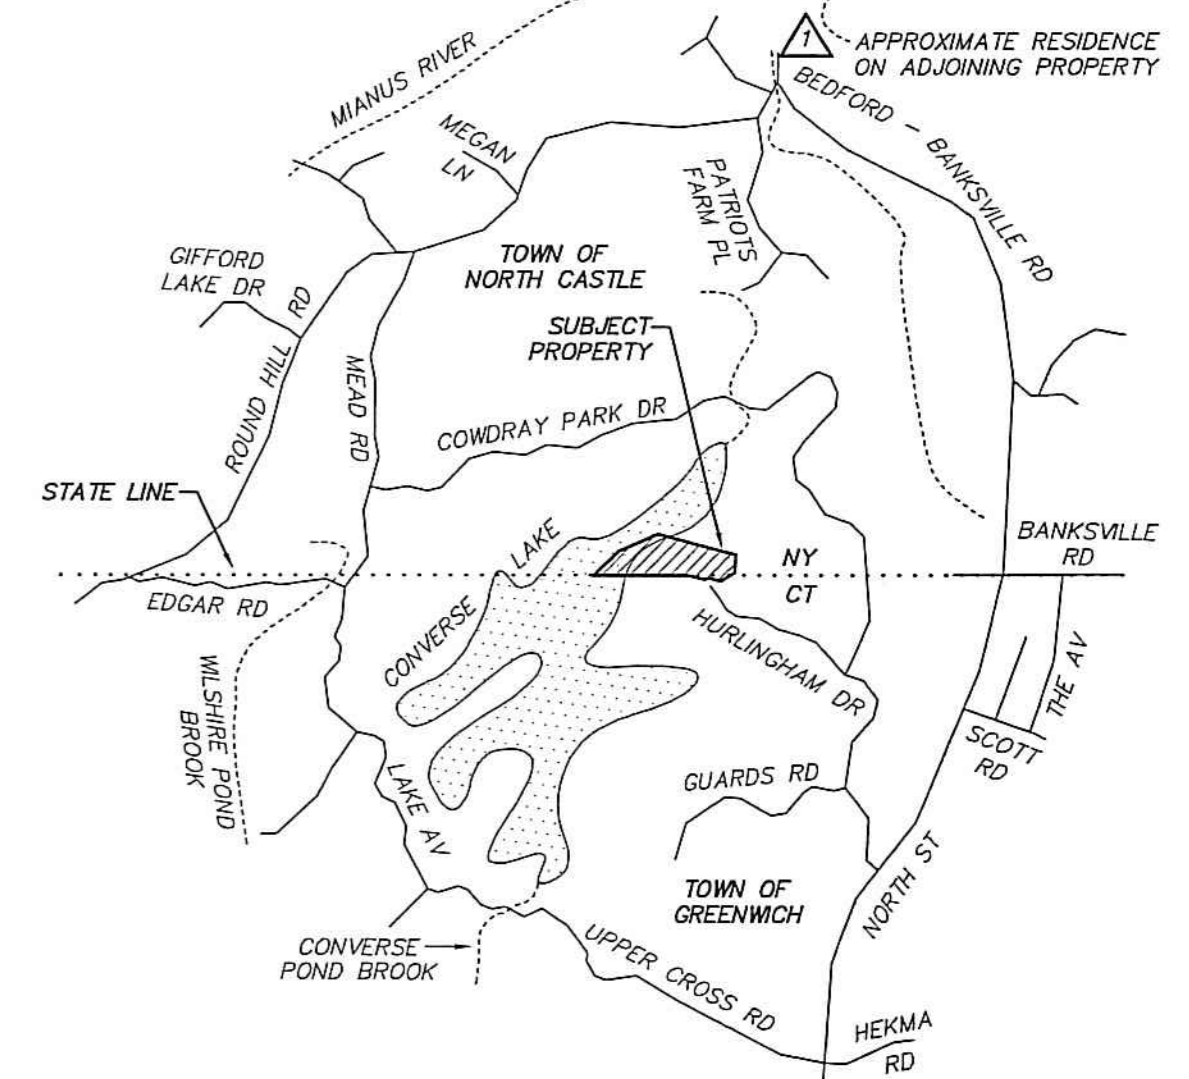 1
APPROXIMATE RESIDENCE
ON ADJOINING PROPERTY
MIANUS RIVER
BEDFORD - BANKSVILLE RD
MEGAN
LN
PATRIOTS
FARM PL
TOWN OF
NORTH CASTLE
GIFFORD
LAKE DR
ROUND HILL RD
SUBJECT
PROPERTY
MEAD RD
COWDRAY PARK DR
STATE LINE
CONVERSE LAKE
NY
CT
BANKSVILLE
RD
EDGAR RD
HURLINGHAM DR
WILSHIRE POND
BROOK
THE AV
SCOTT
RD
LAKE AV
GUARDS RD
NORTH ST
TOWN OF
GREENWICH
CONVERSE
POND BROOK
UPPER CROSS RD
HEKMA
RD